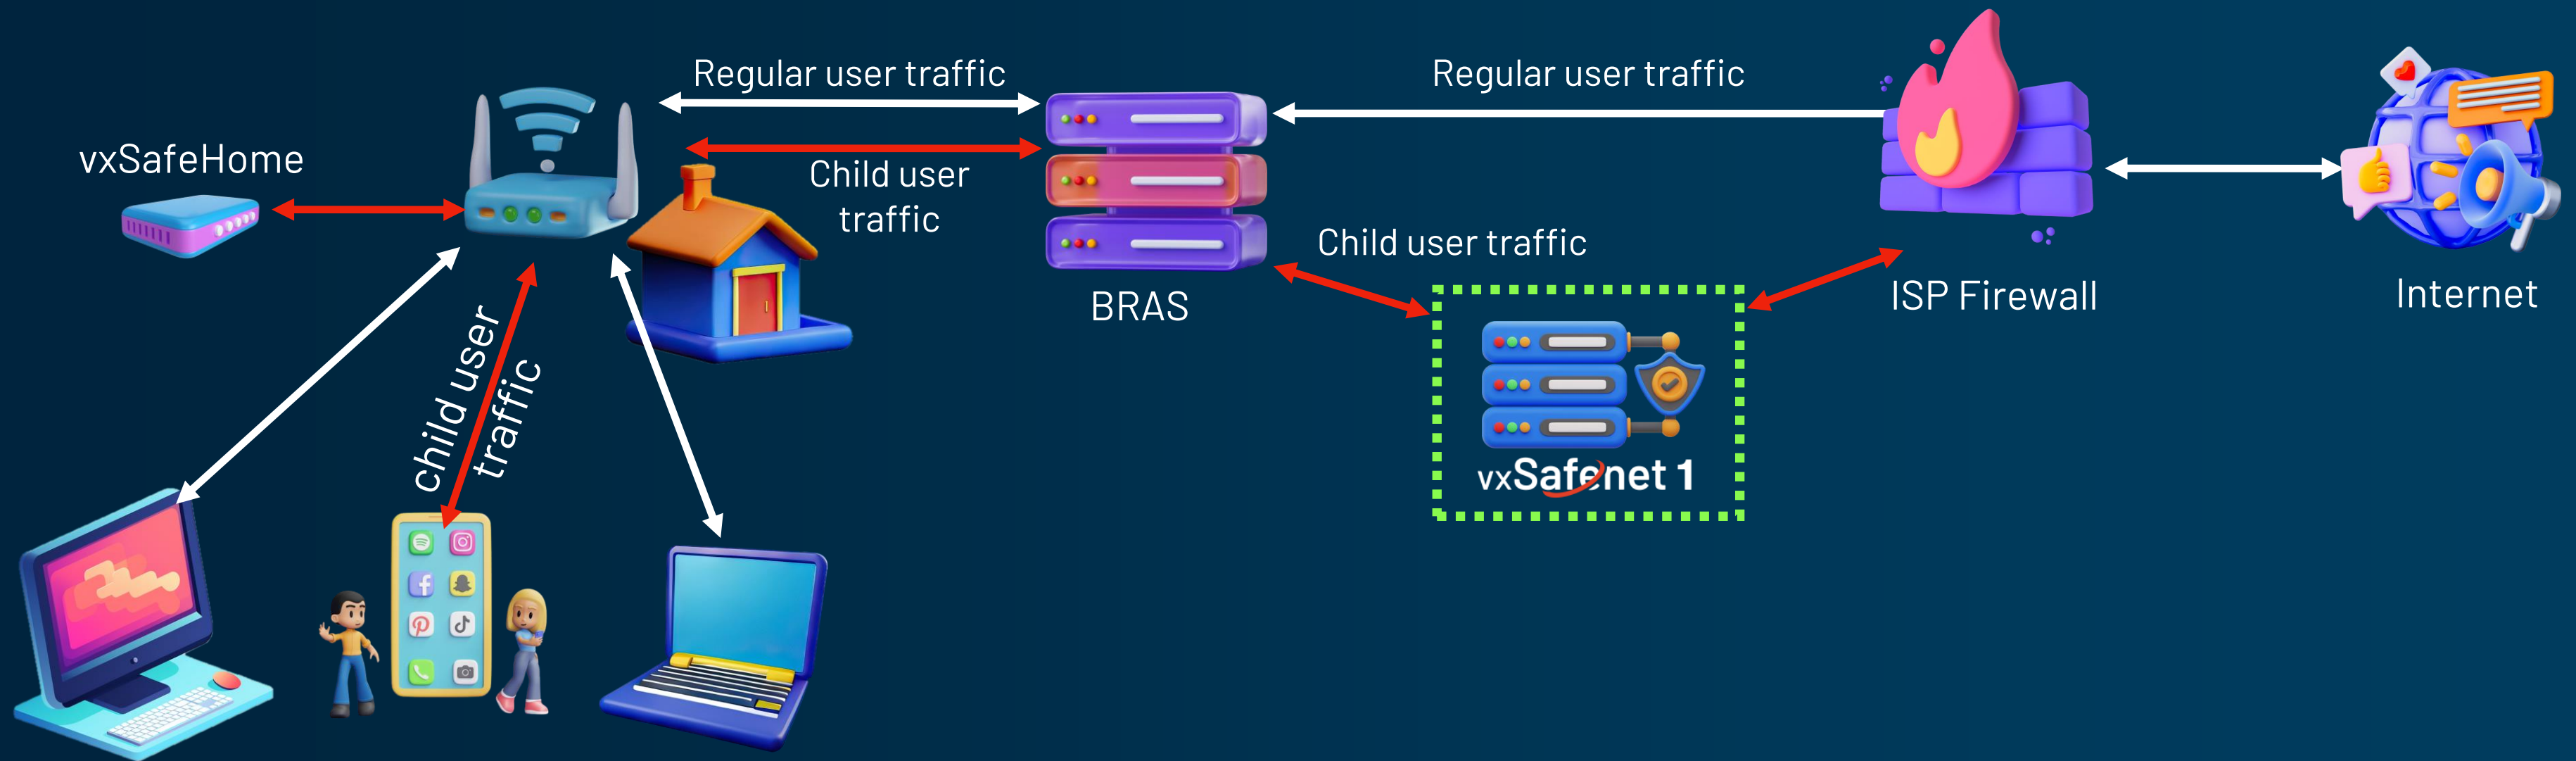 Regular user traffic
Regular user traffic
vxSafeHome
Child user
traffic
Child user traffic
BRAS
ISP Firewall
Internet
child user
traffic
vxSafenet 1